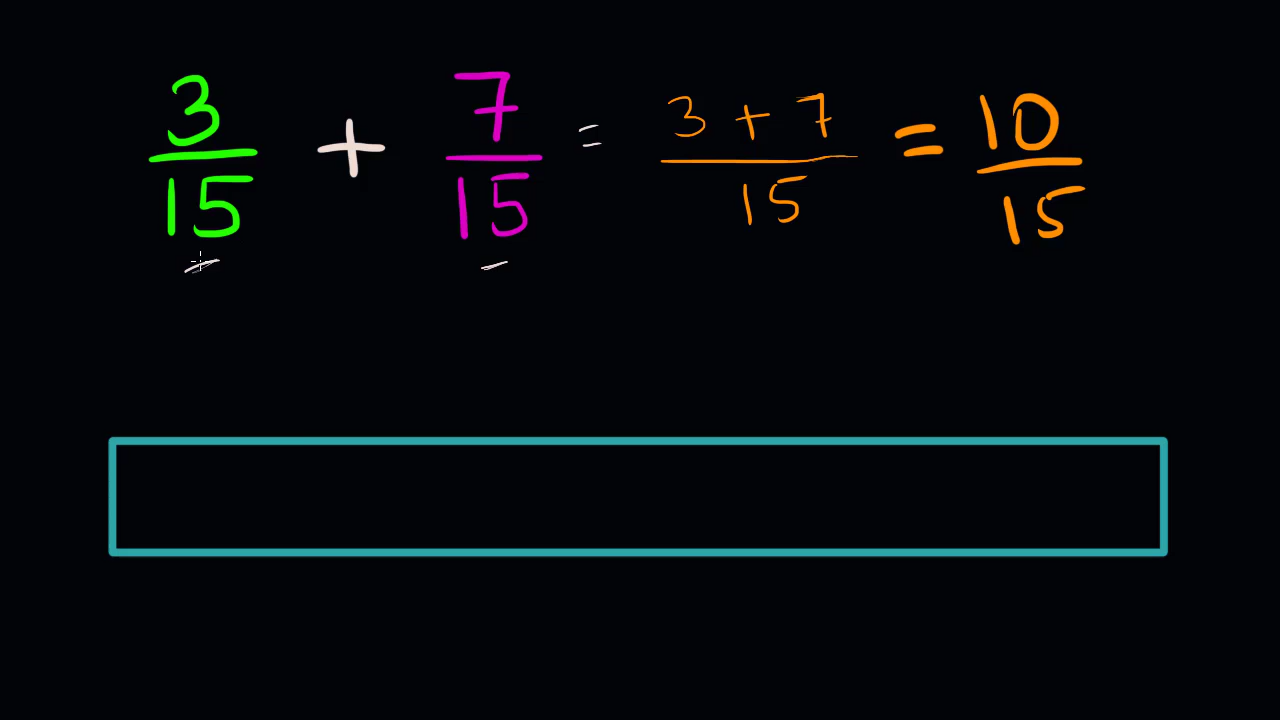 3/15 + 7/15 = 3 + 7/15 = 10/15